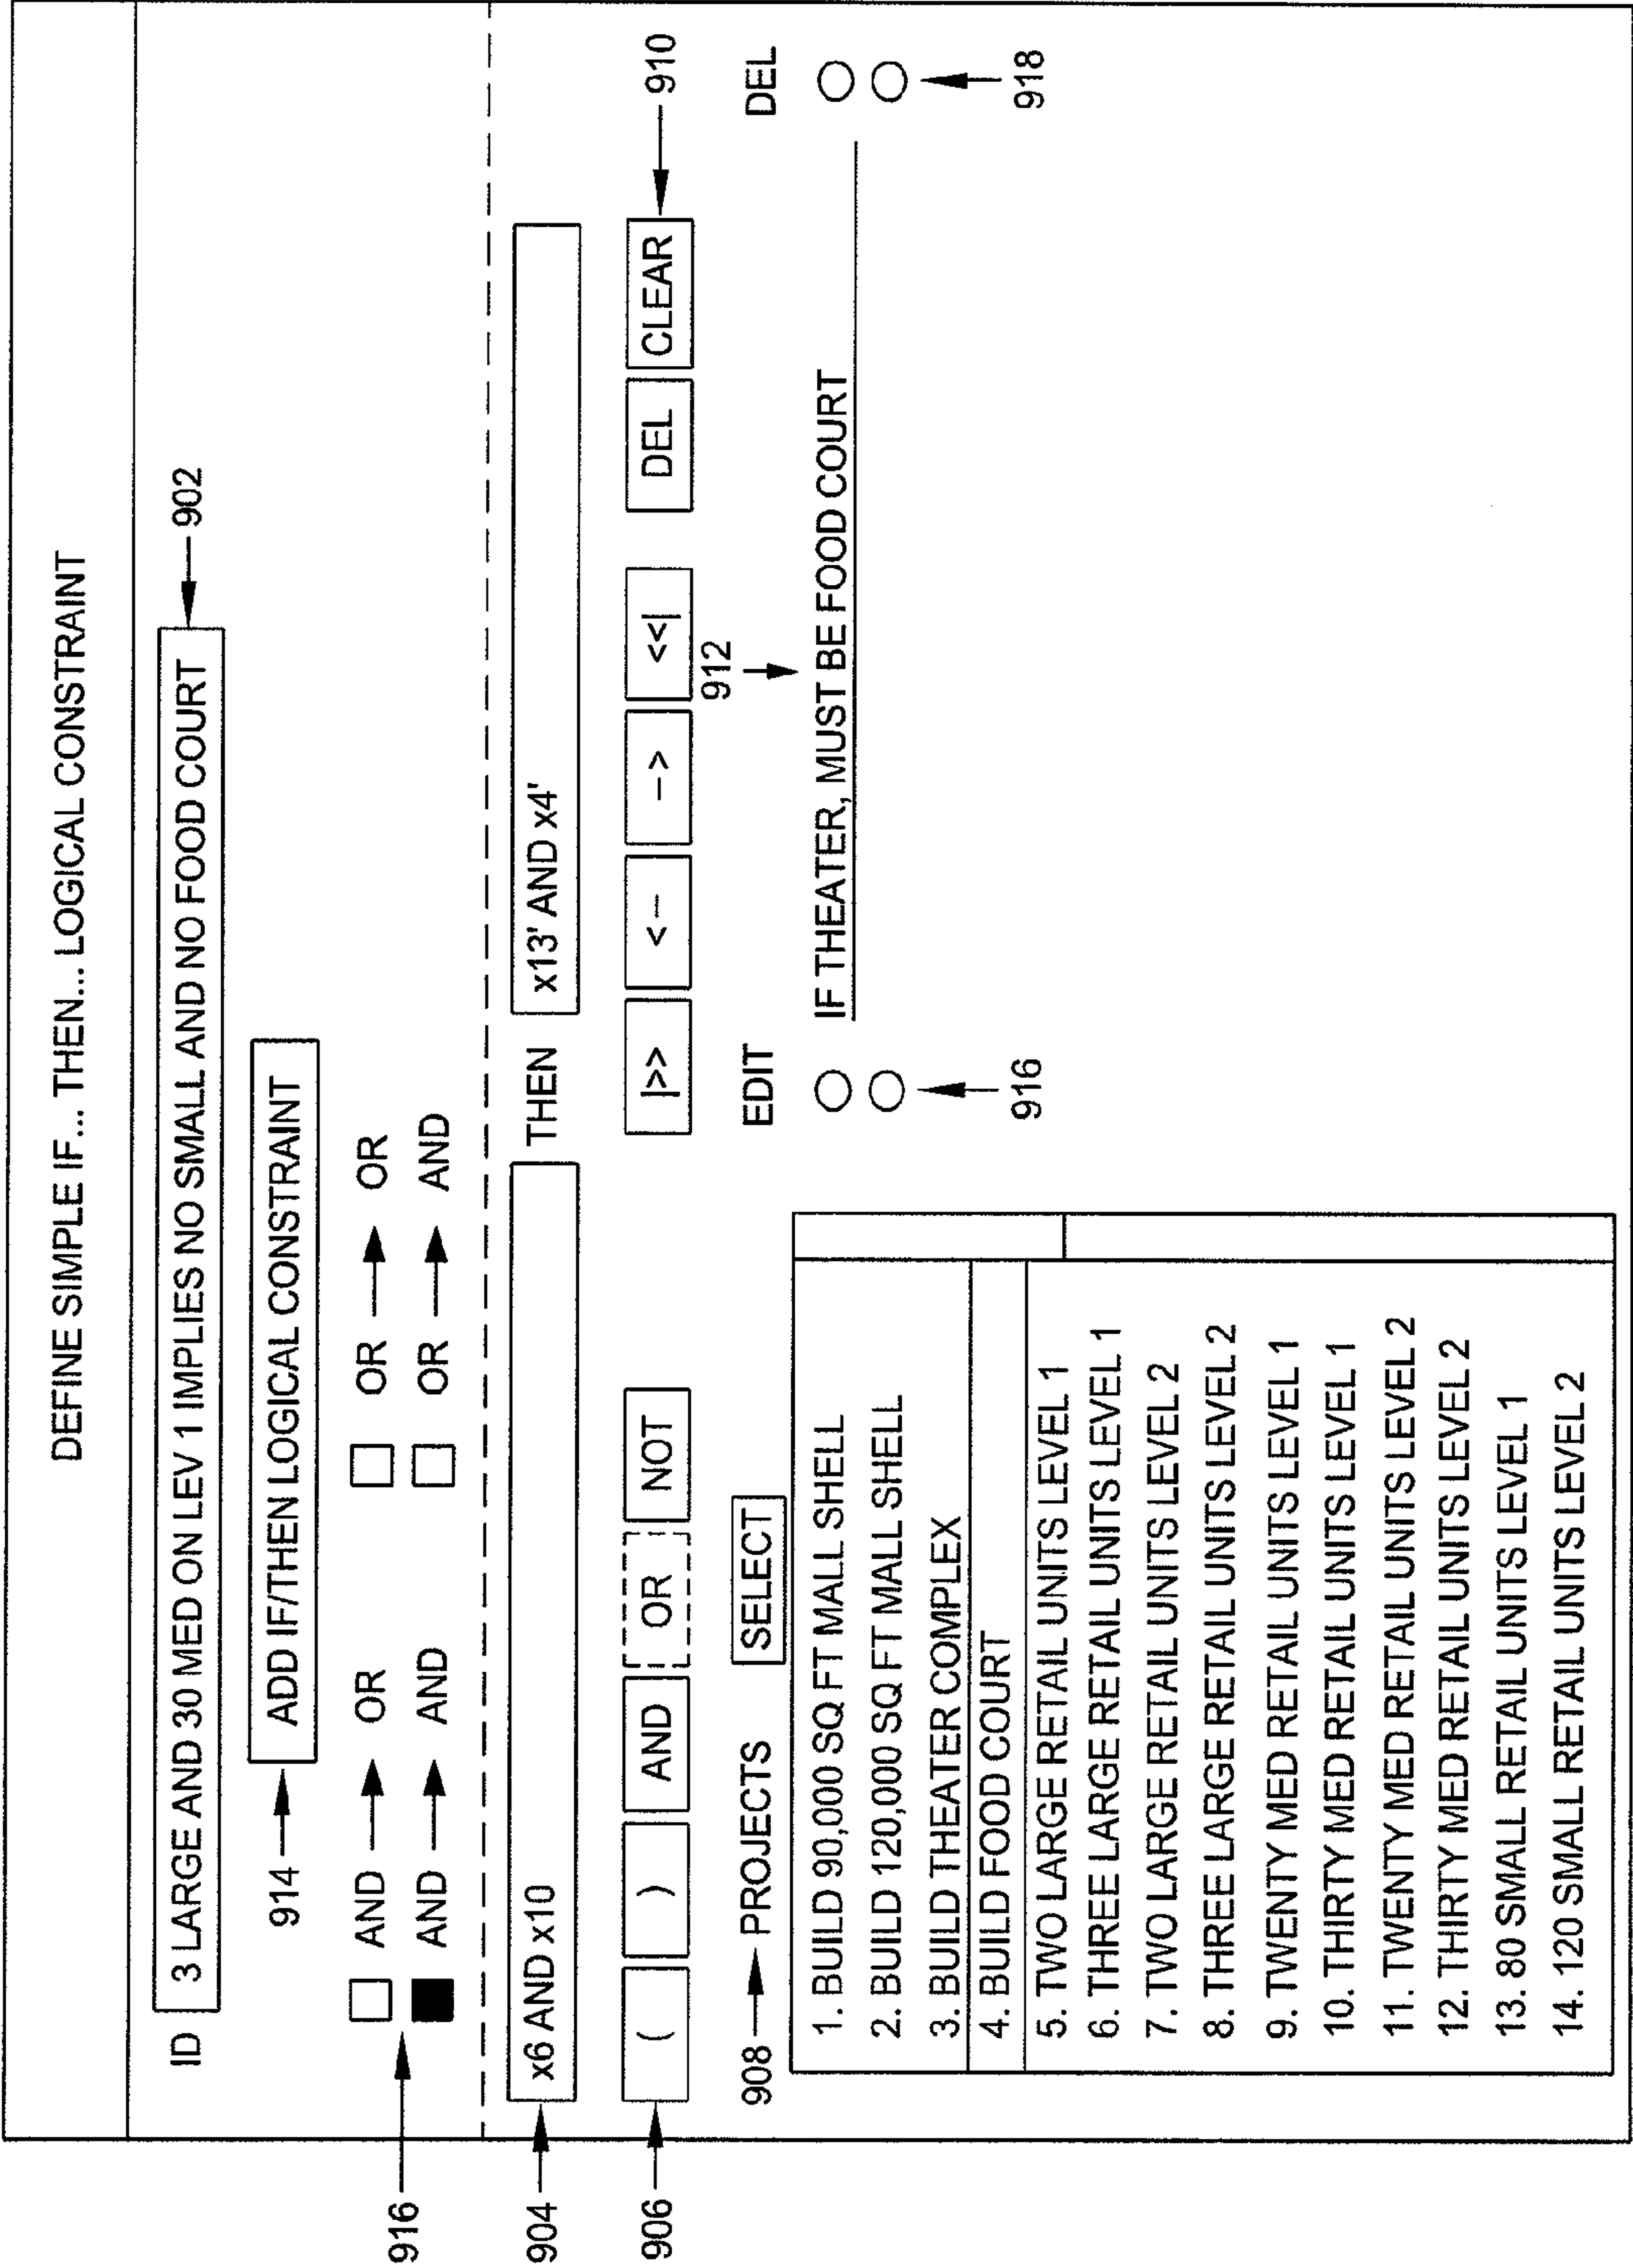 DEFINE SIMPLE IF... THEN... LOGICAL CONSTRAINT
ID 3 LARGE AND 30 MED ON LEV 1 IMPLIES NO SMALL AND NO FOOD COURT 902
914 ADD IF/THEN LOGICAL CONSTRAINT
AND OR OR OR
916 AND AND OR AND
904 x6 AND x10 THEN x13' AND x4'
906 ( ) AND OR NOT |>> <– –> <<| DEL CLEAR 910
912
908 PROJECTS SELECT EDIT DEL
1. BUILD 90,000 SQ FT MALL SHELL IF THEATER, MUST BE FOOD COURT
2. BUILD 120,000 SQ FT MALL SHELL
3. BUILD THEATER COMPLEX
4. BUILD FOOD COURT 916 918
5. TWO LARGE RETAIL UNITS LEVEL 1
6. THREE LARGE RETAIL UNITS LEVEL 1
7. TWO LARGE RETAIL UNITS LEVEL 2
8. THREE LARGE RETAIL UNITS LEVEL 2
9. TWENTY MED RETAIL UNITS LEVEL 1
10. THIRTY MED RETAIL UNITS LEVEL 1
11. TWENTY MED RETAIL UNITS LEVEL 2
12. THIRTY MED RETAIL UNITS LEVEL 2
13. 80 SMALL RETAIL UNITS LEVEL 1
14. 120 SMALL RETAIL UNITS LEVEL 2